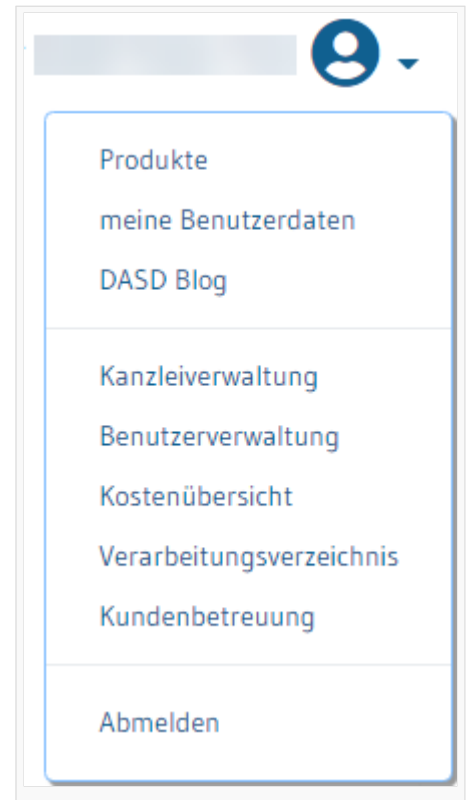 Produkte
meine Benutzerdaten
DASD Blog
Kanzleiverwaltung
Benutzerverwaltung
Kostenübersicht
Verarbeitungsverzeichnis
Kundenbetreuung
Abmelden